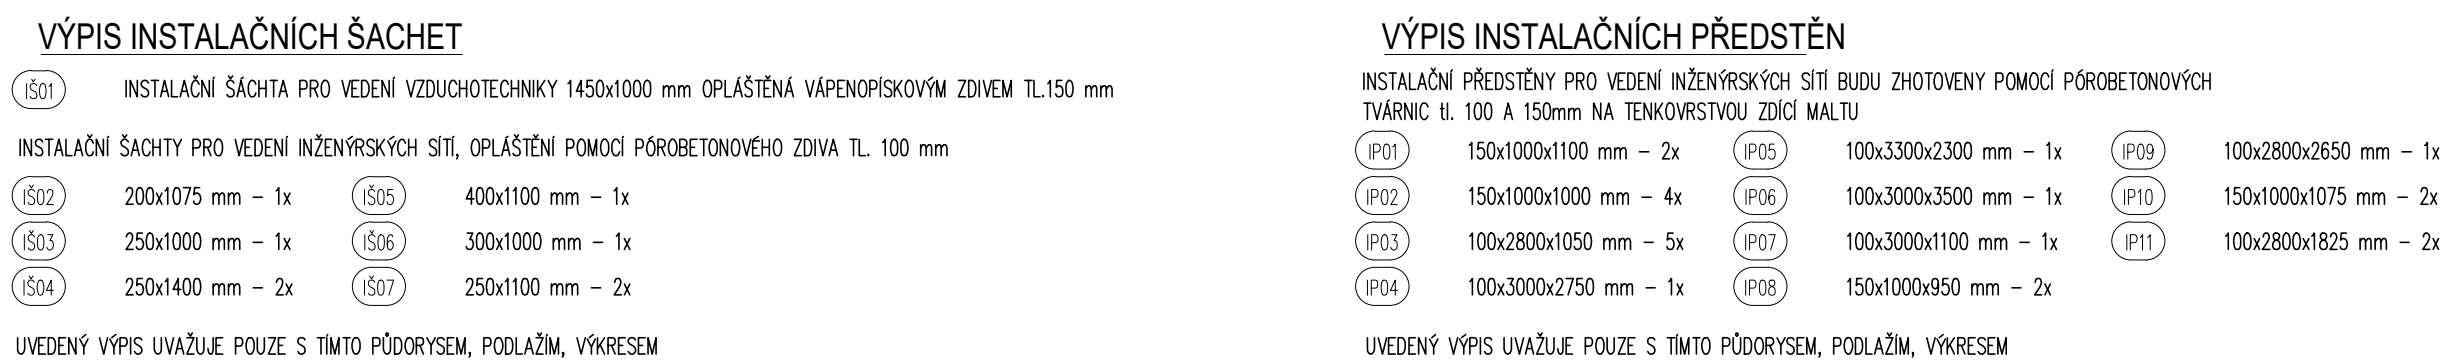 VÝPIS INSTALAČNÍCH ŠACHET
IŠ01 INSTALAČNÍ ŠÁCHTA PRO VEDENÍ VZDUCHOTECHNIKY 1450x1000 mm OPLÁŠTĚNÁ VÁPENOPÍSKOVÝM ZDIVEM TL.150 mm
INSTALAČNÍ ŠACHTY PRO VEDENÍ INŽENÝRSKÝCH SÍTÍ, OPLÁŠTĚNÍ POMOCÍ PÓROBETONOVÉHO ZDIVA TL. 100 mm
IŠ02 200x1075 mm – 1x IŠ05 400x1100 mm – 1x
IŠ03 250x1000 mm – 1x IŠ06 300x1000 mm – 1x
IŠ04 250x1400 mm – 2x IŠ07 250x1100 mm – 2x
UVEDENÝ VÝPIS UVAŽUJE POUZE S TÍMTO PŮDORYSEM, PODLAŽÍM, VÝKRESEM
VÝPIS INSTALAČNÍCH PŘEDSTĚN
INSTALAČNÍ PŘEDSTĚNY PRO VEDENÍ INŽENÝRSKÝCH SÍTÍ BUDU ZHOTOVENY POMOCÍ PÓROBETONOVÝCH
TVÁRNIC tl. 100 A 150mm NA TENKOVRSTVOU ZDÍCÍ MALTU
IP01 150x1000x1100 mm – 2x IP05 100x3300x2300 mm – 1x IP09 100x2800x2650 mm – 1x
IP02 150x1000x1000 mm – 4x IP06 100x3000x3500 mm – 1x IP10 150x1000x1075 mm – 2x
IP03 100x2800x1050 mm – 5x IP07 100x3000x1100 mm – 1x IP11 100x2800x1825 mm – 2x
IP04 100x3000x2750 mm – 1x IP08 150x1000x950 mm – 2x
UVEDENÝ VÝPIS UVAŽUJE POUZE S TÍMTO PŮDORYSEM, PODLAŽÍM, VÝKRESEM